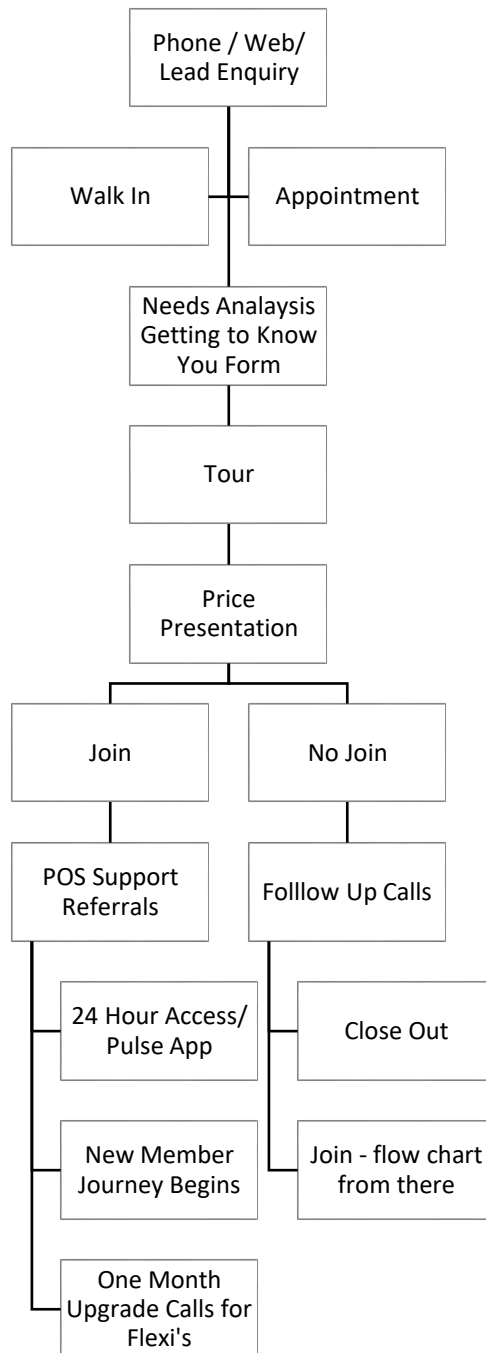 Phone / Web/
Lead Enquiry
Walk In
Appointment
Needs Analaysis
Getting to Know
You Form
Tour
Price
Presentation
Join
No Join
POS Support
Referrals
Folllow Up Calls
24 Hour Access/
Pulse App
Close Out
New Member
Journey Begins
Join - flow chart
from there
One Month
Upgrade Calls for
Flexi's